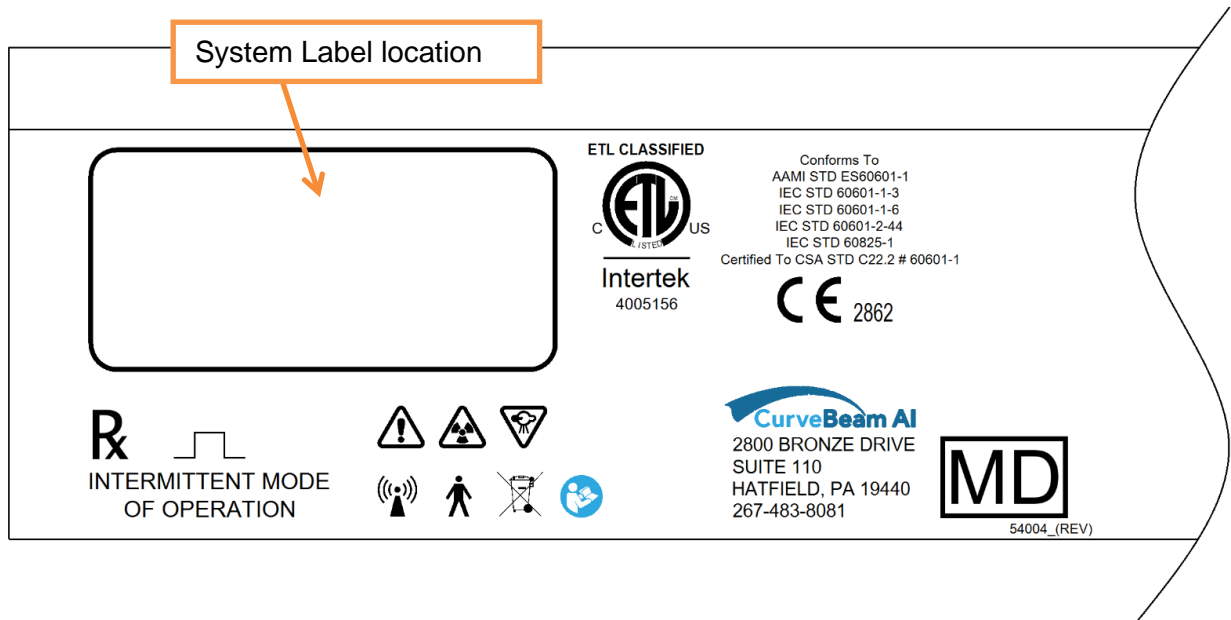 System Label location
ETL CLASSIFIED
ETL
CM
C
US
LISTED
Intertek
4005156
Conforms To
AAMI STD ES60601-1
IEC STD 60601-1-3
IEC STD 60601-1-6
IEC STD 60601-2-44
IEC STD 60825-1
Certified To CSA STD C22.2 # 60601-1
CE 2862
Rx
INTERMITTENT MODE
OF OPERATION
CurveBeam AI
2800 BRONZE DRIVE
SUITE 110
HATFIELD, PA 19440
267-483-8081
MD
54004_(REV)